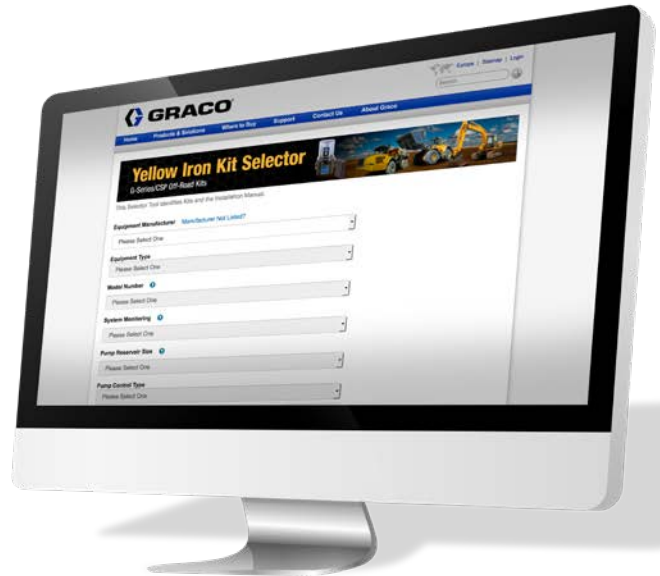 Europe | Sitemap | Login
Search
GRACO
Home Products & Solutions Where to Buy Support Contact Us About Graco
Yellow Iron Kit Selector
G-Series/CSP Off-Road Kits
This Selector Tool Identifies Kits and the Installation Manual.
Equipment Manufacturer Manufacturer Not Listed?
Please Select One
Equipment Type
Please Select One
Model Number ?
Please Select One
System Monitoring ?
Please Select One
Pump Reservoir Size ?
Please Select One
Pump Control Type
Please Select One